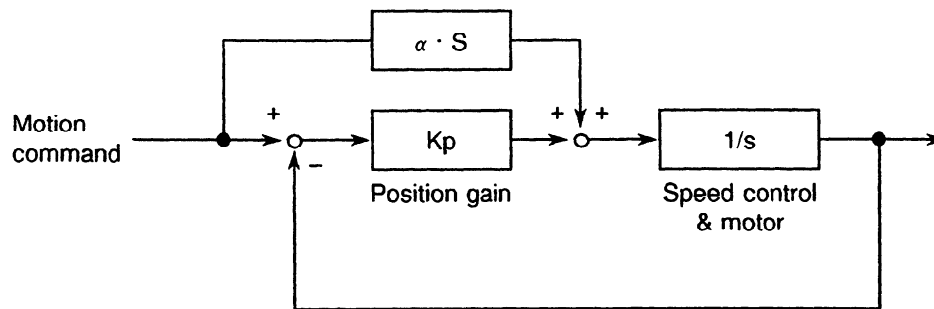 α · S
+
+
+
Motion
command
Kp
1/s
−
Position gain
Speed control
& motor